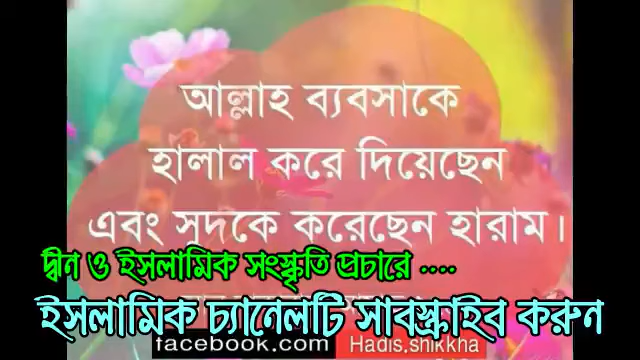 আল্লাহ ব্যবসাকে
হালাল করে দিয়েছেন
এবং সুদকে করেছেন হারাম।
দ্বীন ও ইসলামিক সংস্কৃতি প্রচারে ....
ইসলামিক চ্যানেলটি সাবস্ক্রাইব করুন
facebook.com Hadis.shikkha